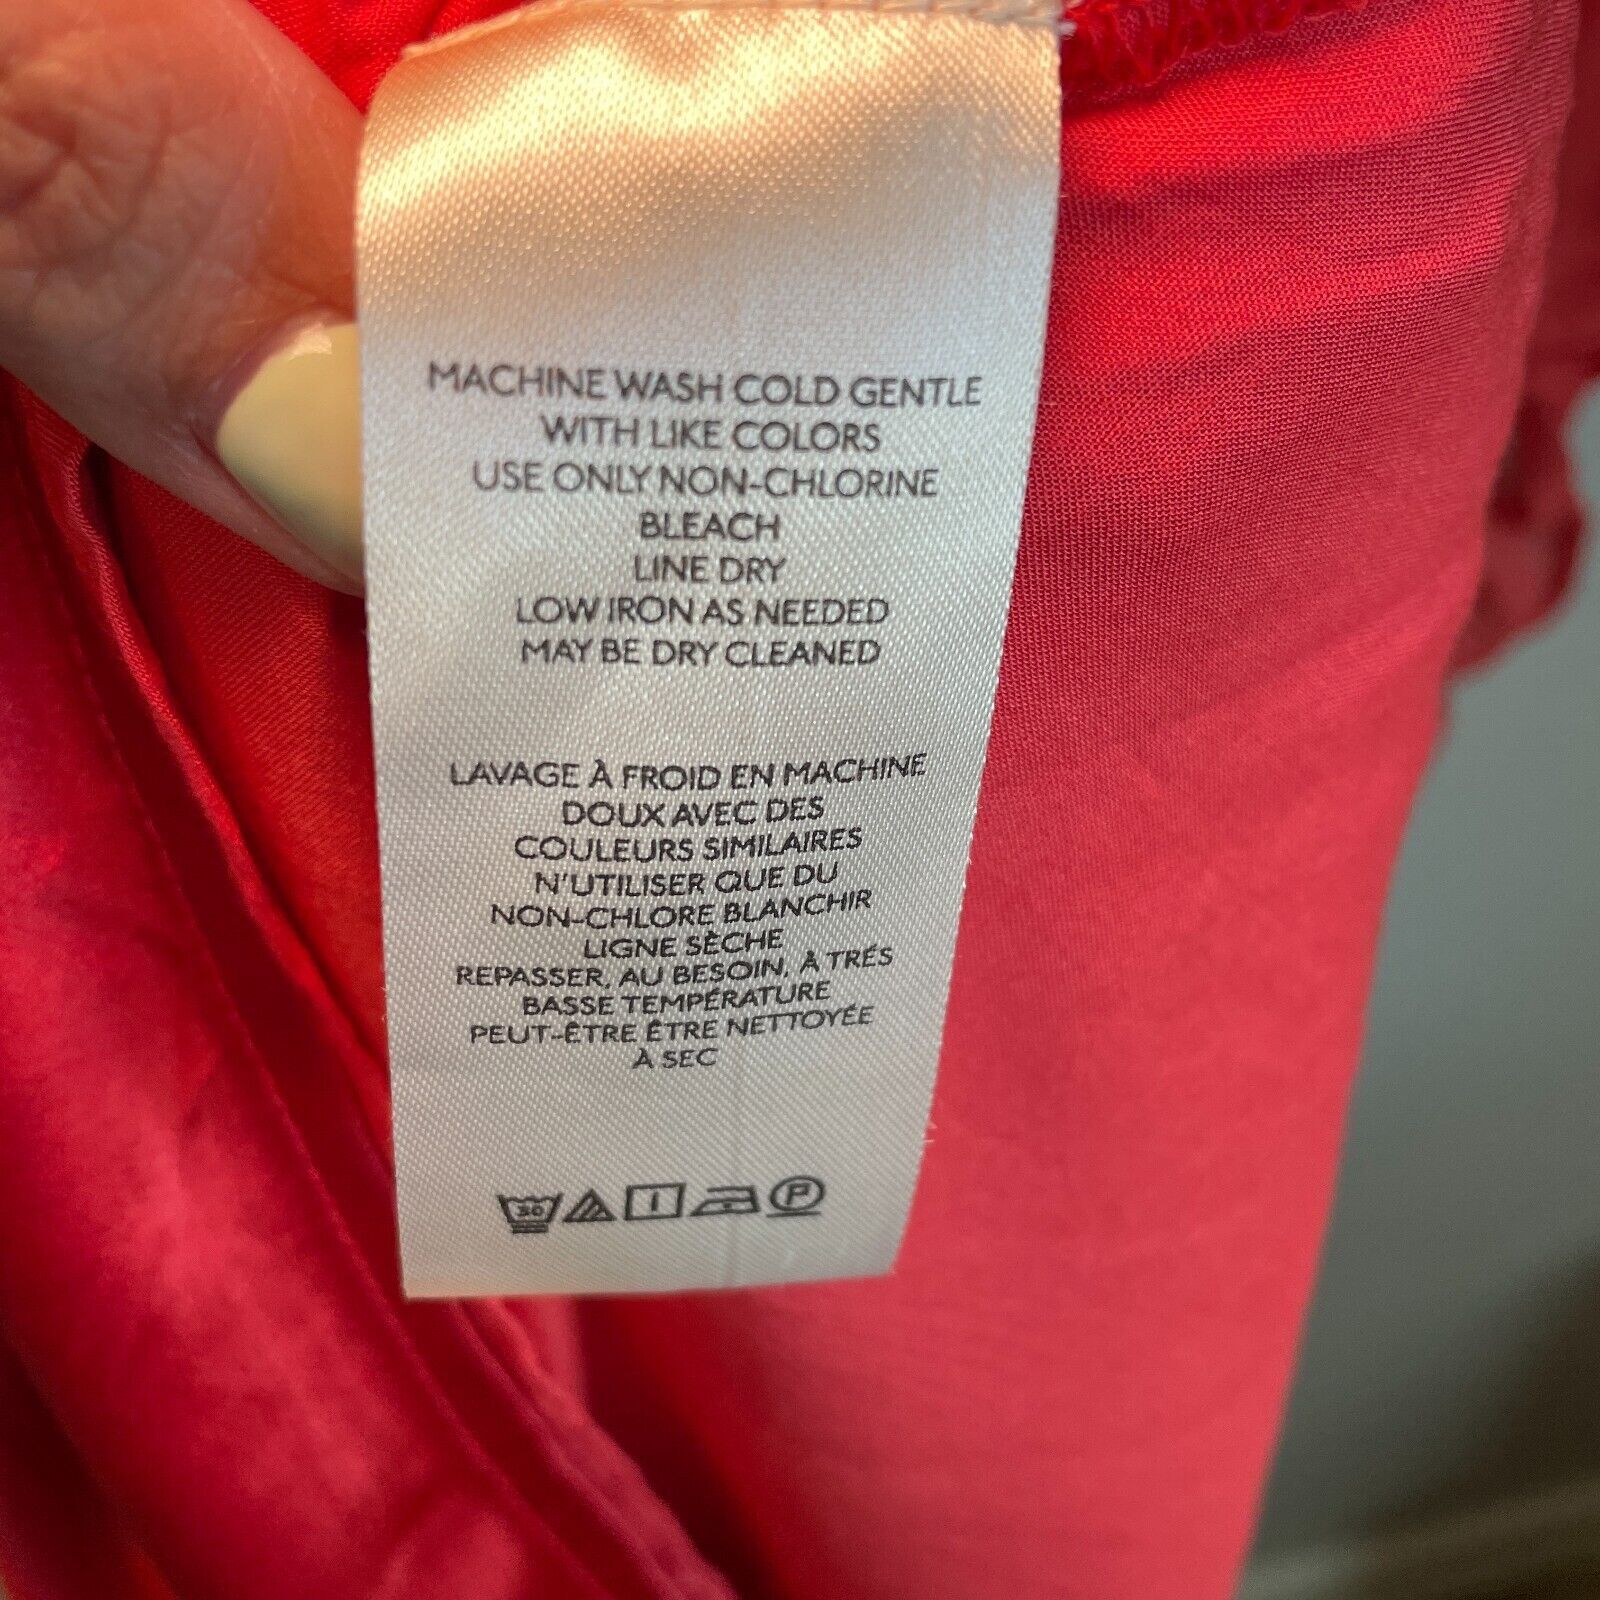 MACHINE WASH COLD GENTLE
WITH LIKE COLORS
USE ONLY NON-CHLORINE
BLEACH
LINE DRY
LOW IRON AS NEEDED
MAY BE DRY CLEANED
LAVAGE À FROID EN MACHINE
DOUX AVEC DES
COULEURS SIMILAIRES
N'UTILISER QUE DU
NON-CHLORE BLANCHIR
LIGNE SÈCHE
REPASSER, AU BESOIN, À TRÉS
BASSE TEMPÉRATURE
PEUT-ÊTRE ÊTRE NETTOYÉE
À SEC
30 P